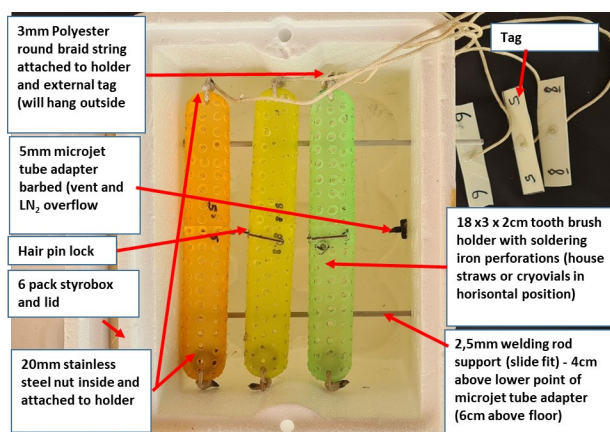 3mm Polyester
round braid string
attached to holder
and external tag
(will hang outside
5mm microjet
tube adapter
barbed (vent and
LN2 overflow
Hair pin lock
6 pack styrobox
and lid
20mm stainless
steel nut inside and
attached to holder
Tag
18 x3 x 2cm tooth brush
holder with soldering
iron perforations (house
straws or cryovials in
horisontal position)
2,5mm welding rod
support (slide fit) - 4cm
above lower point of
microjet tube adapter
(6cm above floor)
5
5
8
8